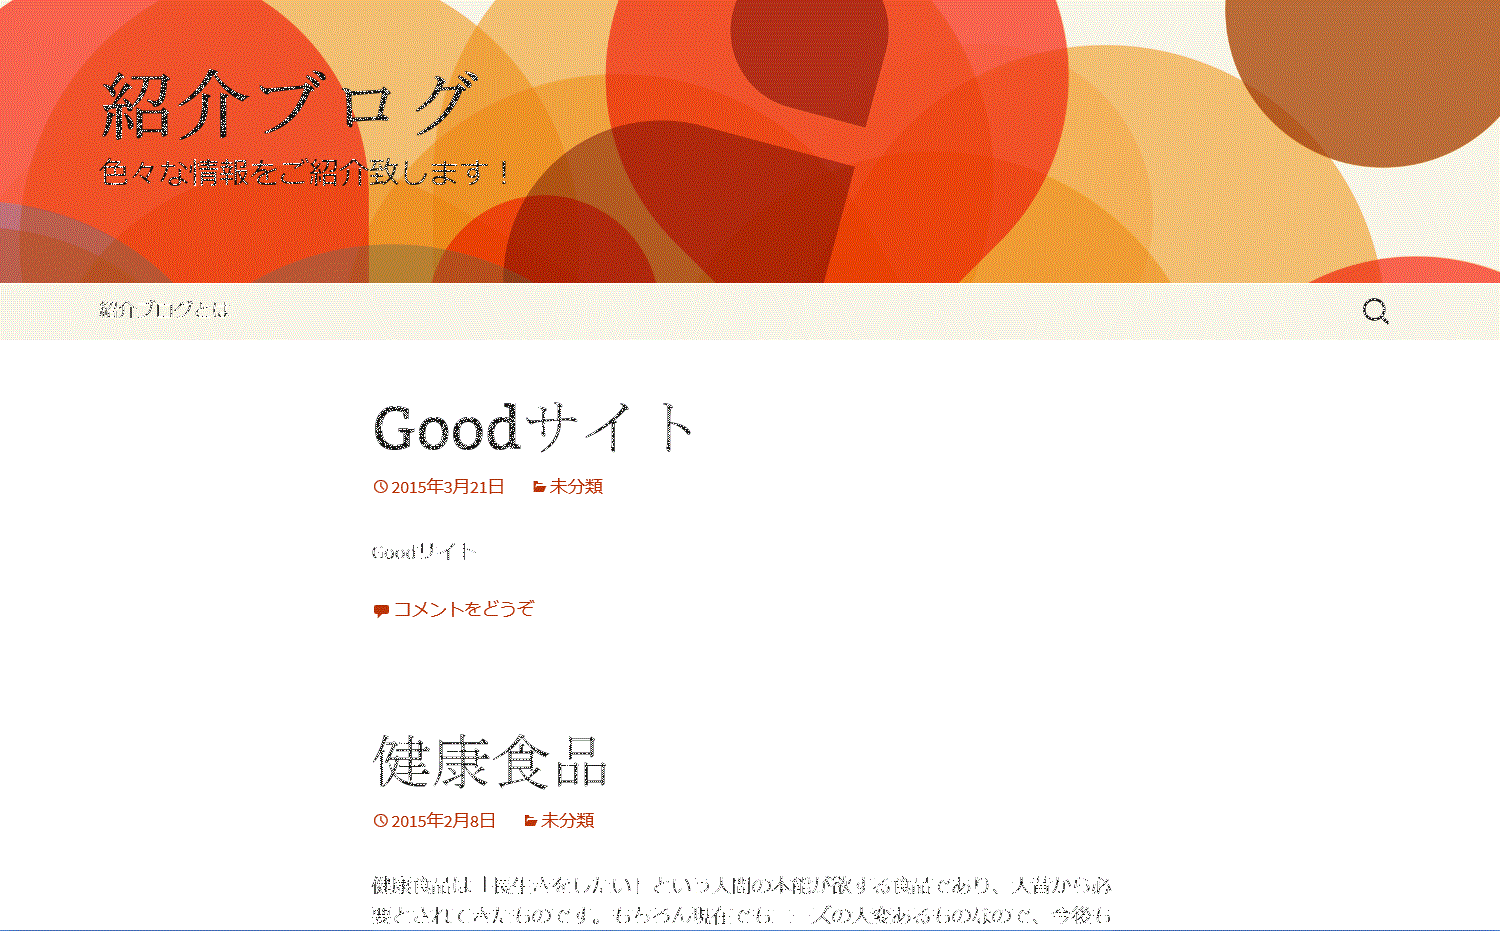 紹介ブログ
色々な情報をご紹介致します！
紹介ブログとは
Goodサイト
2015年3月21日 未分類
Goodサイト
コメントをどうぞ
健康食品
2015年2月8日 未分類
健康食品は「長生きをしたい」という人間の本能が欲する食品であり、大昔から必
要とされてきたものです。もちろん現在でもニーズの大変あるものなので、今後も